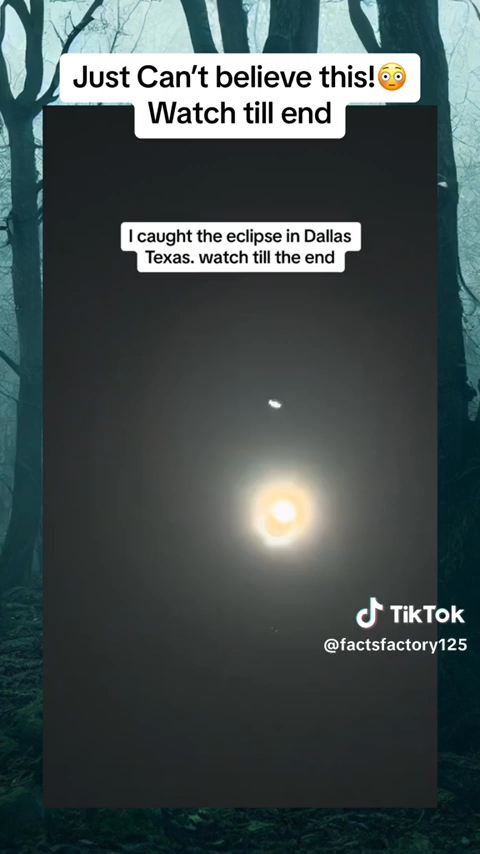 Just Can't believe this!😳
Watch till end
I caught the eclipse in Dallas
Texas. watch till the end
TikTok
@factsfactory125